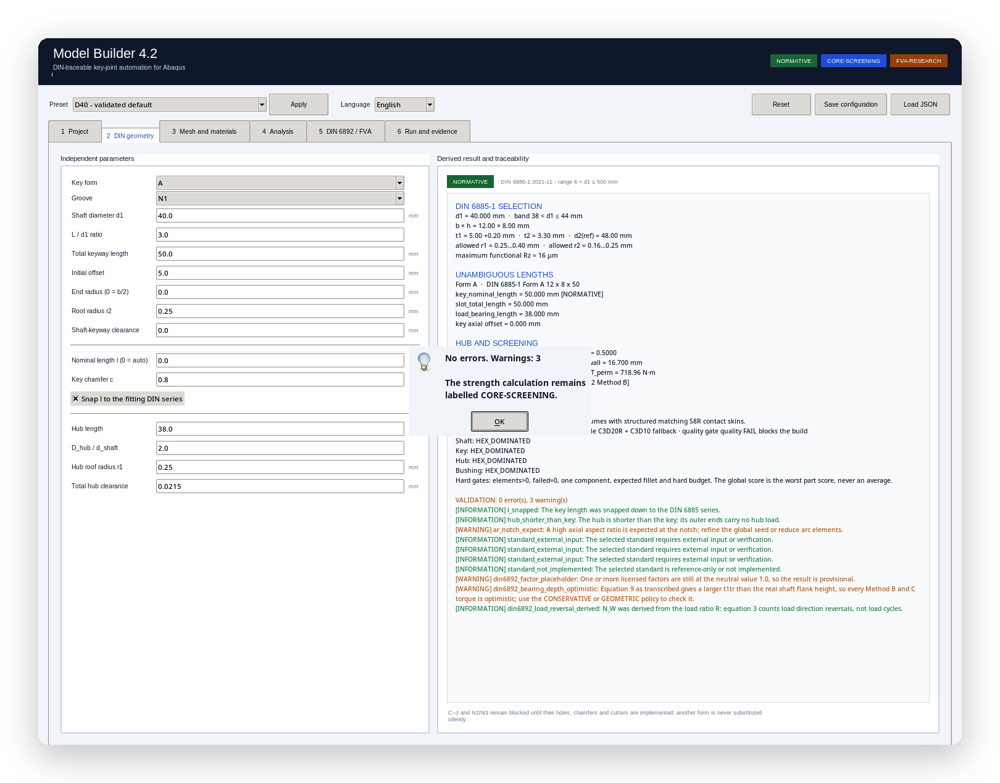 Model Builder 4.2
DIN-traceable key-joint automation for Abaqus
NORMATIVE
CORE-SCREENING
FVA-RESEARCH
Preset
D40 - validated default
Apply
Language
English
Reset
Save configuration
Load JSON
1 Project
2 DIN geometry
3 Mesh and materials
4 Analysis
5 DIN 6892 / FVA
6 Run and evidence
Independent parameters
Key form
A
Groove
N1
Shaft diameter d1
40.0
mm
L / d1 ratio
3.0
Total keyway length
50.0
mm
Initial offset
5.0
mm
End radius (0 = b/2)
0.0
mm
Root radius r2
0.25
mm
Shaft-keyway clearance
0.0
mm
Nominal length l (0 = auto)
0.0
Key chamfer c
0.8
Snap l to the fitting DIN series
Hub length
38.0
D_hub / d_shaft
2.0
Hub roof radius r1
0.25
mm
Total hub clearance
0.0215
mm
Derived result and traceability
NORMATIVE
DIN 6885-1:2021-11 · range 6 < d1 ≤ 500 mm
DIN 6885-1 SELECTION
d1 = 40.000 mm · band 38 < d1 ≤ 44 mm
b × h = 12.00 × 8.00 mm
t1 = 5.00 +0.20 mm · t2 = 3.30 mm · d2(ref) = 48.00 mm
allowed r1 = 0.25…0.40 mm · allowed r2 = 0.16…0.25 mm
maximum functional Rz = 16 µm
UNAMBIGUOUS LENGTHS
Form A · DIN 6885-1 Form A 12 x 8 x 50
key_nominal_length = 50.000 mm [NORMATIVE]
slot_total_length = 50.000 mm
load_bearing_length = 38.000 mm
key axial offset = 0.000 mm
HUB AND SCREENING
= 0.5000
wall = 16.700 mm
T_perm = 718.96 N·m
2 Method B]
No errors. Warnings: 3
The strength calculation remains
labelled CORE-SCREENING.
OK
umes with structured matching S8R contact skins.
le C3D20R + C3D10 fallback · quality gate quality FAIL blocks the build
Shaft: HEX_DOMINATED
Key: HEX_DOMINATED
Hub: HEX_DOMINATED
Bushing: HEX_DOMINATED
Hard gates: elements>0, failed=0, one component, expected fillet and hard budget. The global score is the worst part score, never an average.
VALIDATION: 0 error(s), 3 warning(s)
[INFORMATION] l_snapped: The key length was snapped down to the DIN 6885 series.
[INFORMATION] hub_shorter_than_key: The hub is shorter than the key; its outer ends carry no hub load.
[WARNING] ar_notch_expect: A high axial aspect ratio is expected at the notch; refine the global seed or reduce arc elements.
[INFORMATION] standard_external_input: The selected standard requires external input or verification.
[INFORMATION] standard_external_input: The selected standard requires external input or verification.
[INFORMATION] standard_external_input: The selected standard requires external input or verification.
[INFORMATION] standard_not_implemented: The selected standard is reference-only or not implemented.
[WARNING] din6892_factor_placeholder: One or more licensed factors are still at the neutral value 1.0, so the result is provisional.
[WARNING] din6892_bearing_depth_optimistic: Equation 9 as transcribed gives a larger t1tr than the real shaft flank height, so every Method B and C
torque is optimistic; use the CONSERVATIVE or GEOMETRIC policy to check it.
[INFORMATION] din6892_load_reversal_derived: N_W was derived from the load ratio R: equation 3 counts load direction reversals, not load cycles.
C–J and N2/N3 remain blocked until their holes, chamfers and cutters are implemented; another form is never substituted
silently.